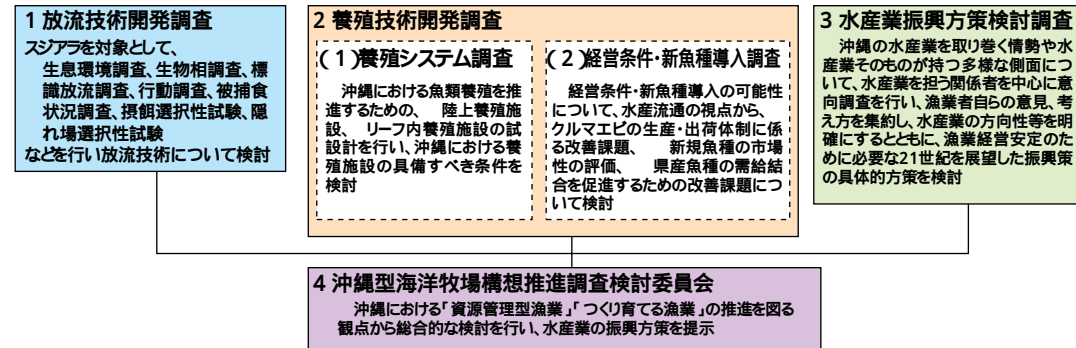 1 放流技術開発調査
スジアラを対象として、
生息環境調査、生物相調査、標
識放流調査、行動調査、被捕食
状況調査、摂餌選択性試験、隠
れ場選択性試験
などを行い放流技術について検討
2 養殖技術開発調査
(1)養殖システム調査
沖縄における魚類養殖を推
進するための、 陸上養殖施
設、 リーフ内養殖施設の試
設計を行い、沖縄における養
殖施設の具備すべき条件を
検討
(2)経営条件・新魚種導入調査
経営条件・新魚種導入の可能性
について、水産流通の視点から、
クルマエビの生産・出荷体制に係
る改善課題、 新規魚種の市場
性の評価、 県産魚種の需給結
合を促進するための改善課題につ
いて検討
3 水産業振興方策検討調査
沖縄の水産業を取り巻く情勢や水
産業そのものが持つ多様な側面につ
いて、水産業を担う関係者を中心に意
向調査を行い、漁業者自らの意見、考
え方を集約し、水産業の方向性等を明
確にするとともに、漁業経営安定のた
めに必要な21世紀を展望した振興策
の具体的方策を検討
4 沖縄型海洋牧場構想推進調査検討委員会
沖縄における「資源管理型漁業」「つくり育てる漁業」の推進を図る
観点から総合的な検討を行い、水産業の振興方策を提示